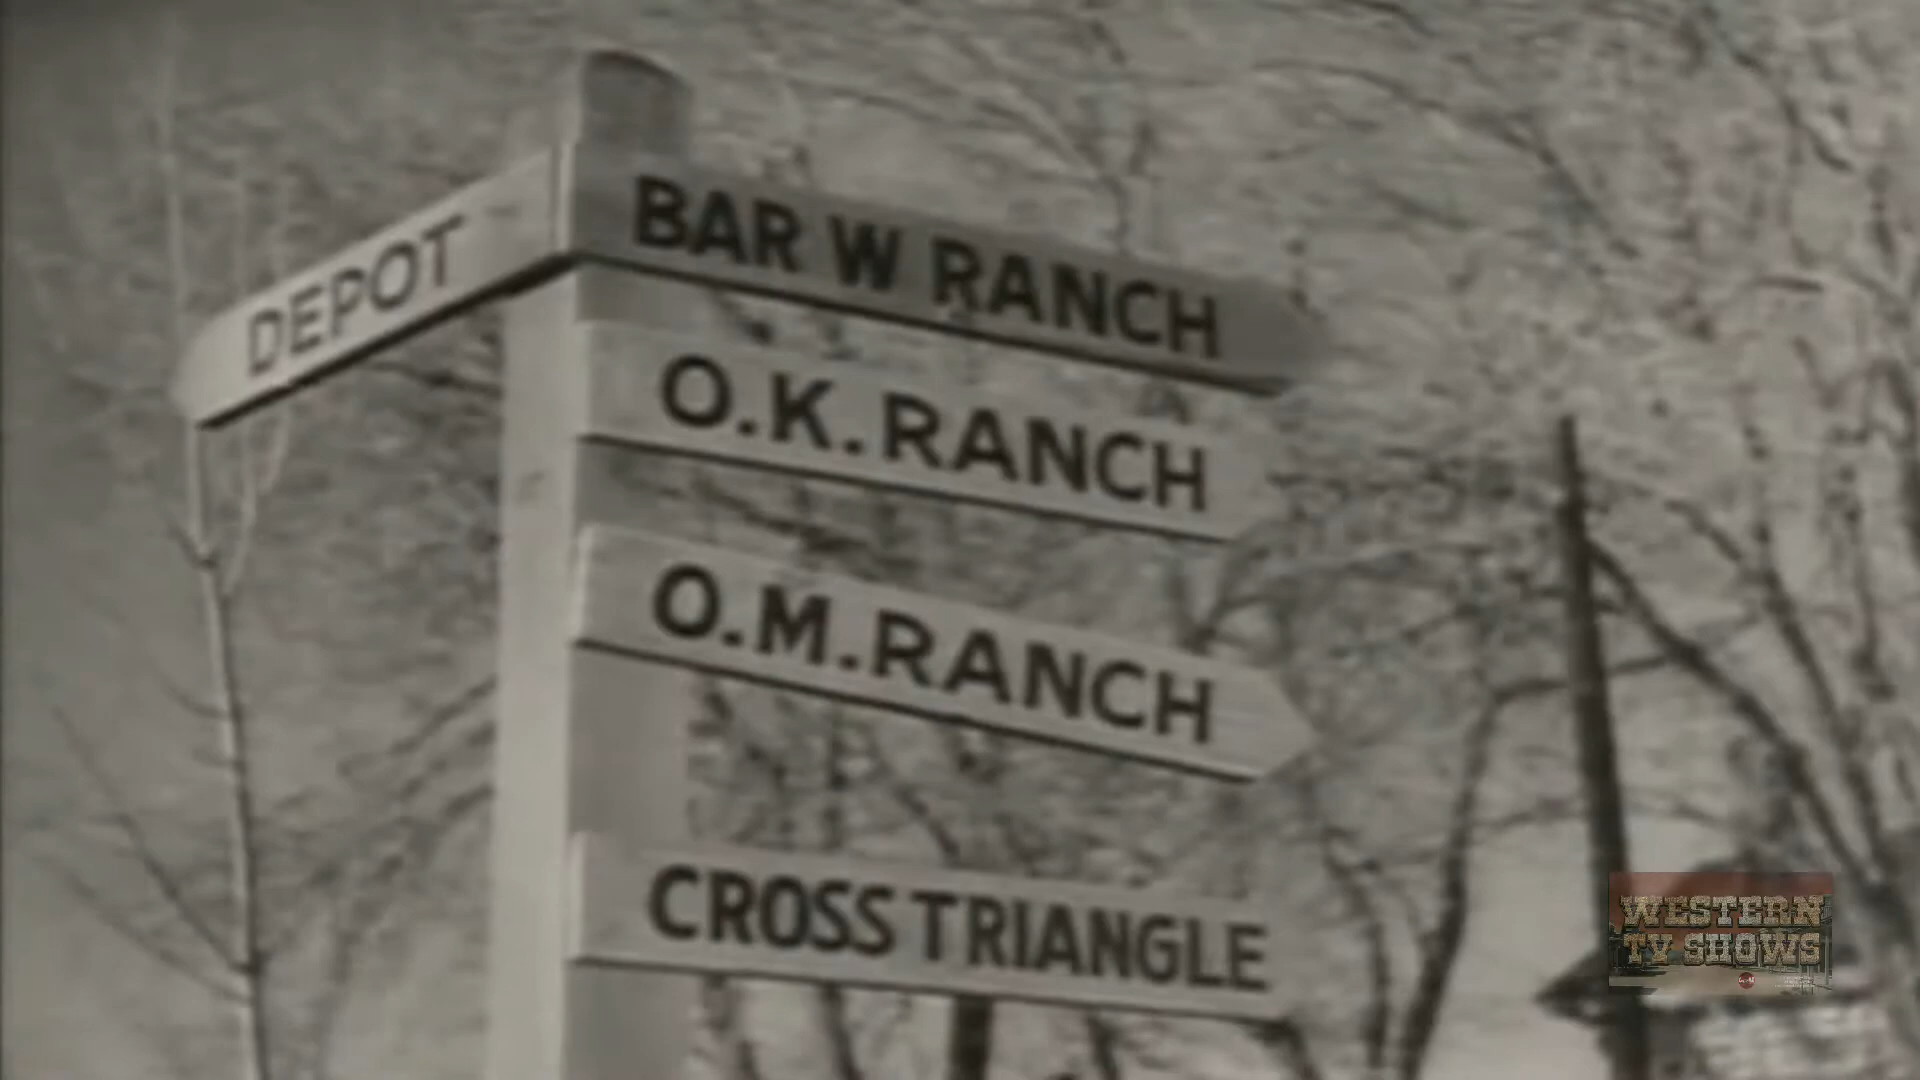 DEPOT
BAR W RANCH
O.K. RANCH
O.M. RANCH
CROSS TRIANGLE
WESTERN
TV SHOWS